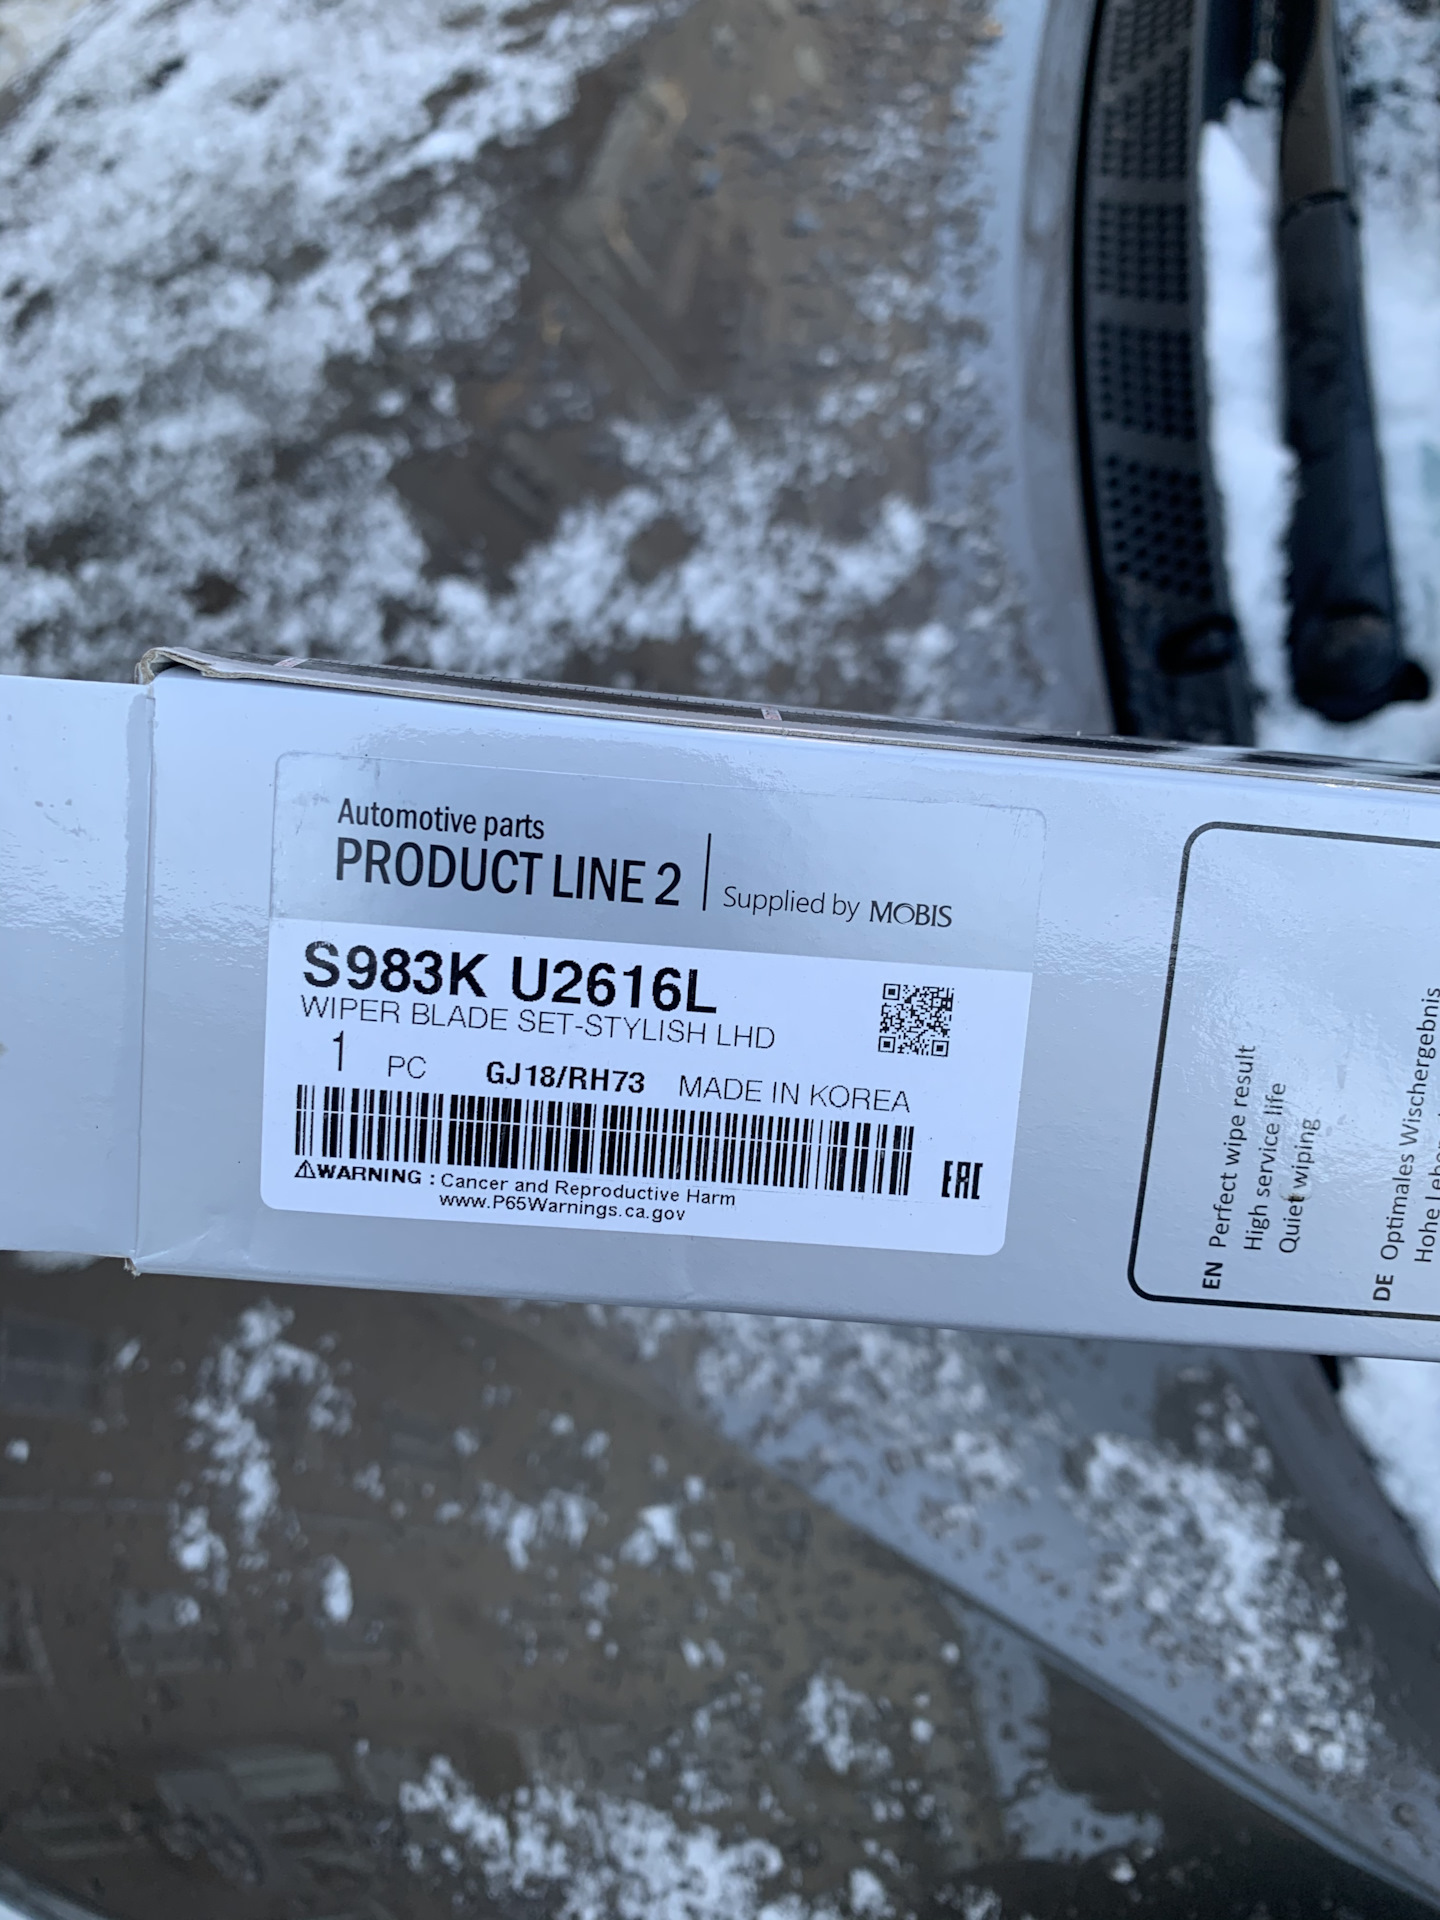 Automotive parts
PRODUCT LINE 2
Supplied by MOBIS
S983K U2616L
WIPER BLADE SET-STYLISH LHD
1 PC GJ18/RH73 MADE IN KOREA
⚠WARNING : Cancer and Reproductive Harm
www.P65Warnings.ca.gov
EAC
EN Perfect wipe result
High service life
Quiet wiping
DE Optimales Wischergebnis
Hohe